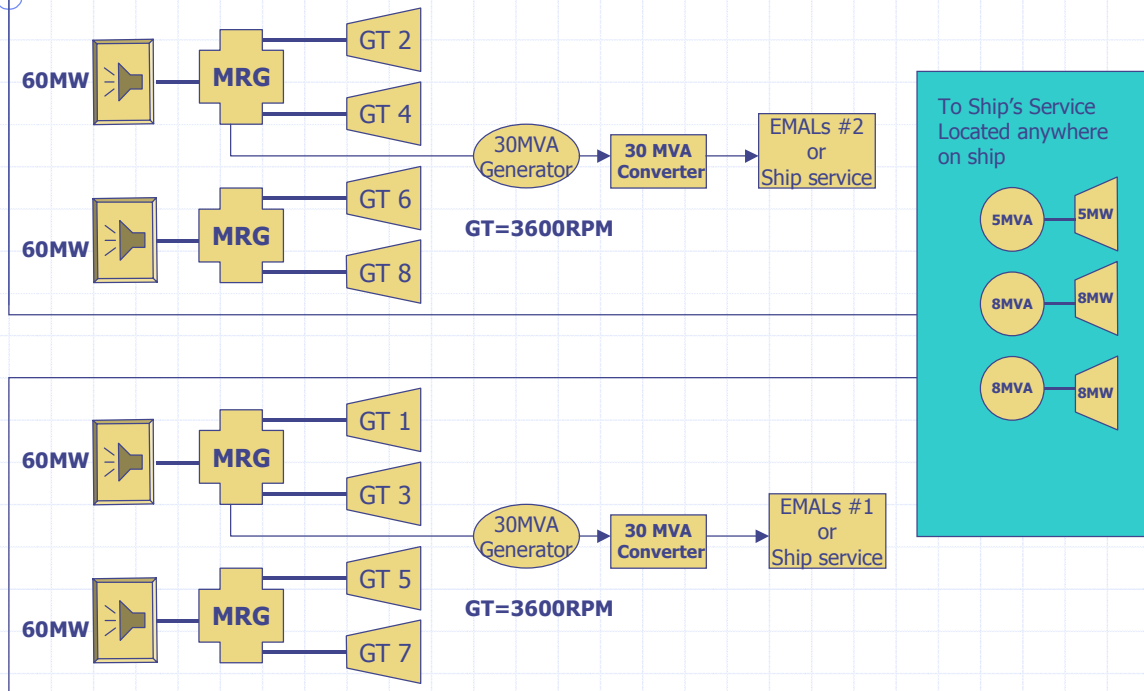 GT 2
60MW
MRG
GT 4
30MVA
Generator
30 MVA
Converter
EMALs #2
or
Ship service
GT 6
60MW
MRG
GT=3600RPM
GT 8
To Ship's Service
Located anywhere
on ship
5MVA
5MW
8MVA
8MW
8MVA
8MW
GT 1
60MW
MRG
GT 3
30MVA
Generator
30 MVA
Converter
EMALs #1
or
Ship service
GT 5
60MW
MRG
GT=3600RPM
GT 7